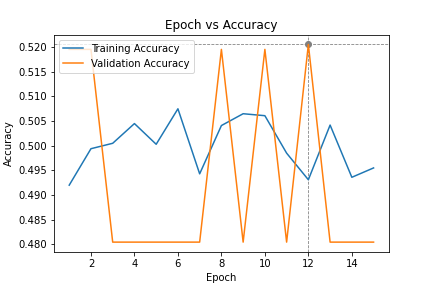 Epoch vs Accuracy
Training Accuracy
Validation Accuracy
0.520
0.515
0.510
0.505
0.500
0.495
0.490
0.485
0.480
Accuracy
2 4 6 8 10 12 14
Epoch